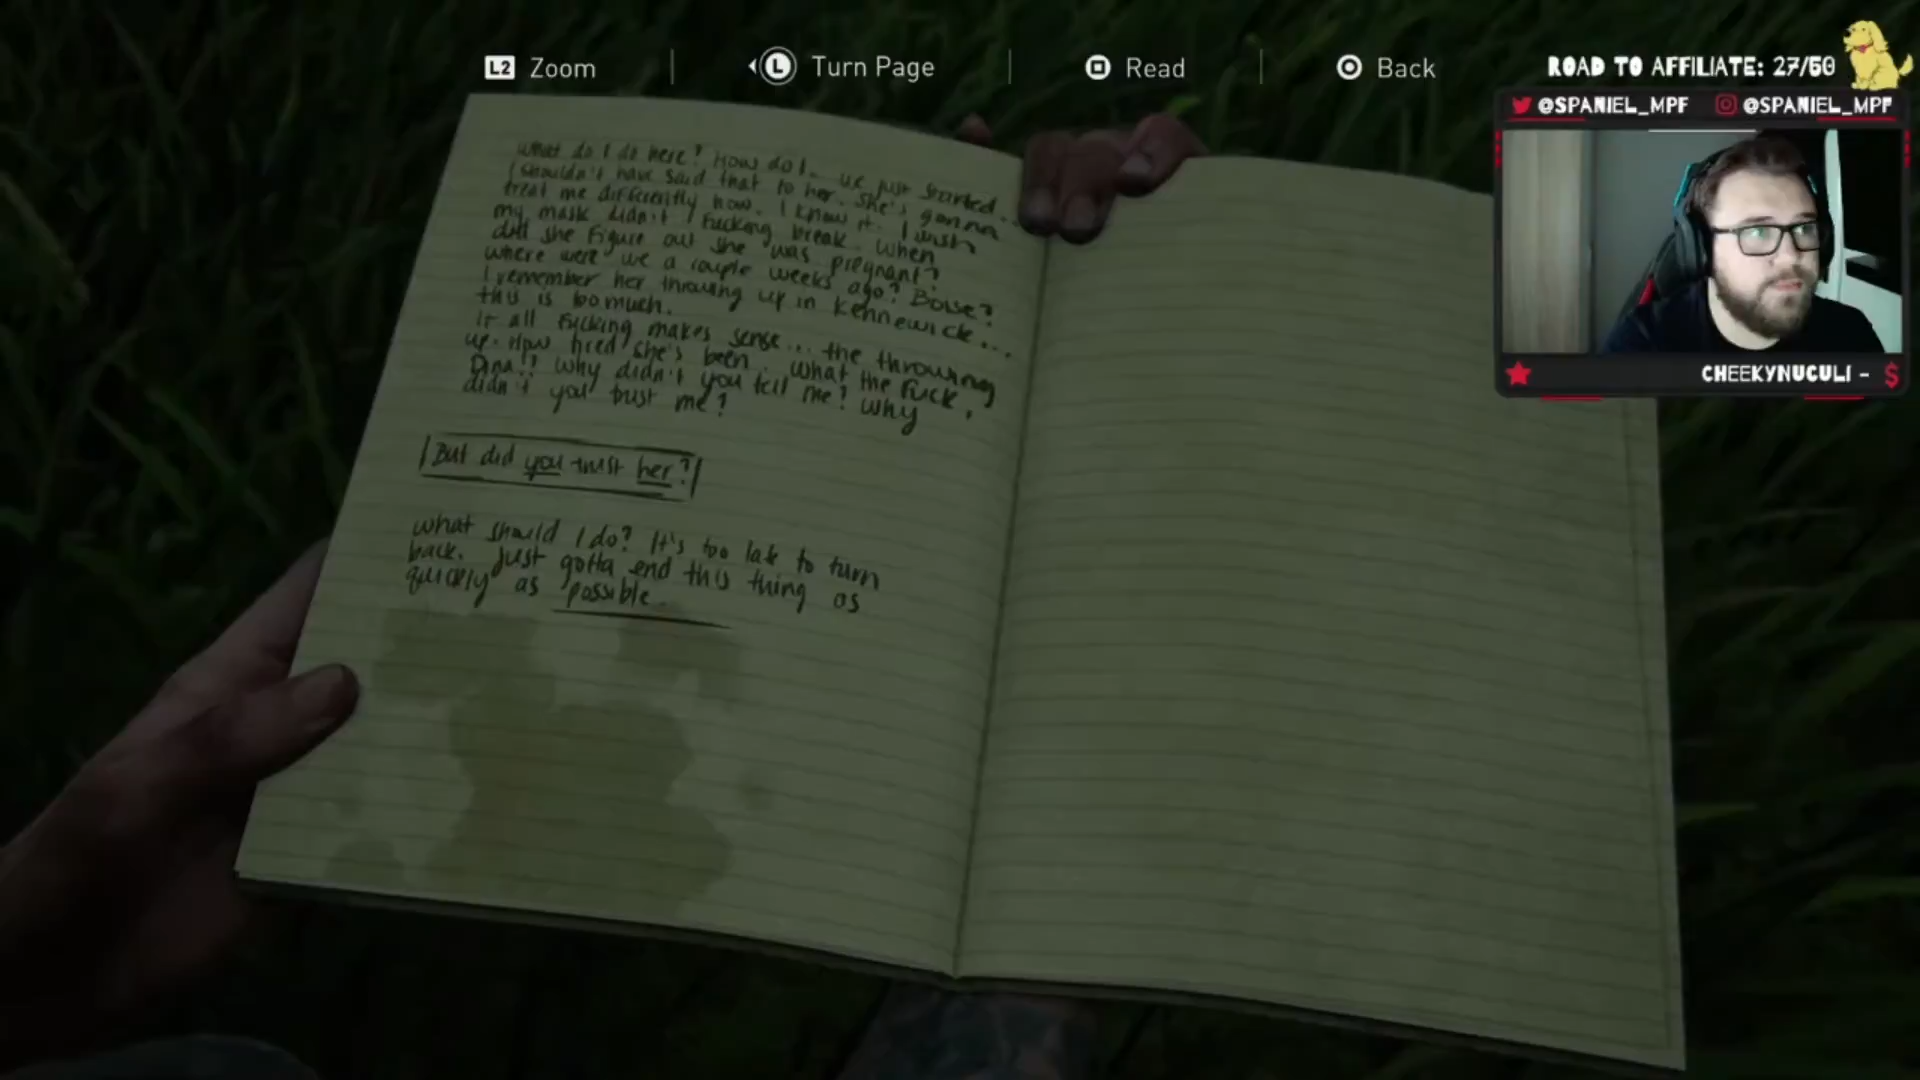 L2 Zoom
L Turn Page
Read
Back
ROAD TO AFFILIATE: 27/50
@SPANIEL_MPF @SPANIEL_MPF
CHEEKYNUCULI - $
What do I do here? How do I... we just started...
I shouldn't have said that to her. She's gonna
treat me differently now. I know it. I wish
my mask didn't fucking break. When
did she figure out she was pregnant?
Where were we a couple weeks ago? Boise?
I remember her throwing up in Kennewick...
this is too much.
It all fucking makes sense... the throwing
up. How tired she's been. What the fuck,
Dina!? Why didn't you tell me? Why
didn't you trust me?
But did you trust her?
What should I do? It's too late to turn
back. Just gotta end this thing as
quickly as possible.